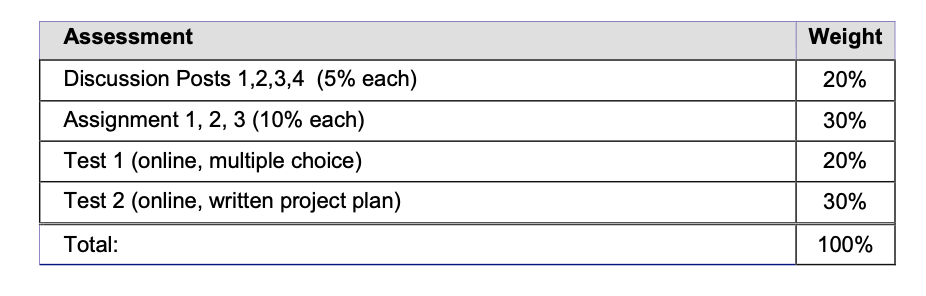 Assessment Weight
Discussion Posts 1,2,3,4  (5% each) 20%
Assignment 1, 2, 3 (10% each) 30%
Test 1 (online, multiple choice) 20%
Test 2 (online, written project plan) 30%
Total: 100%